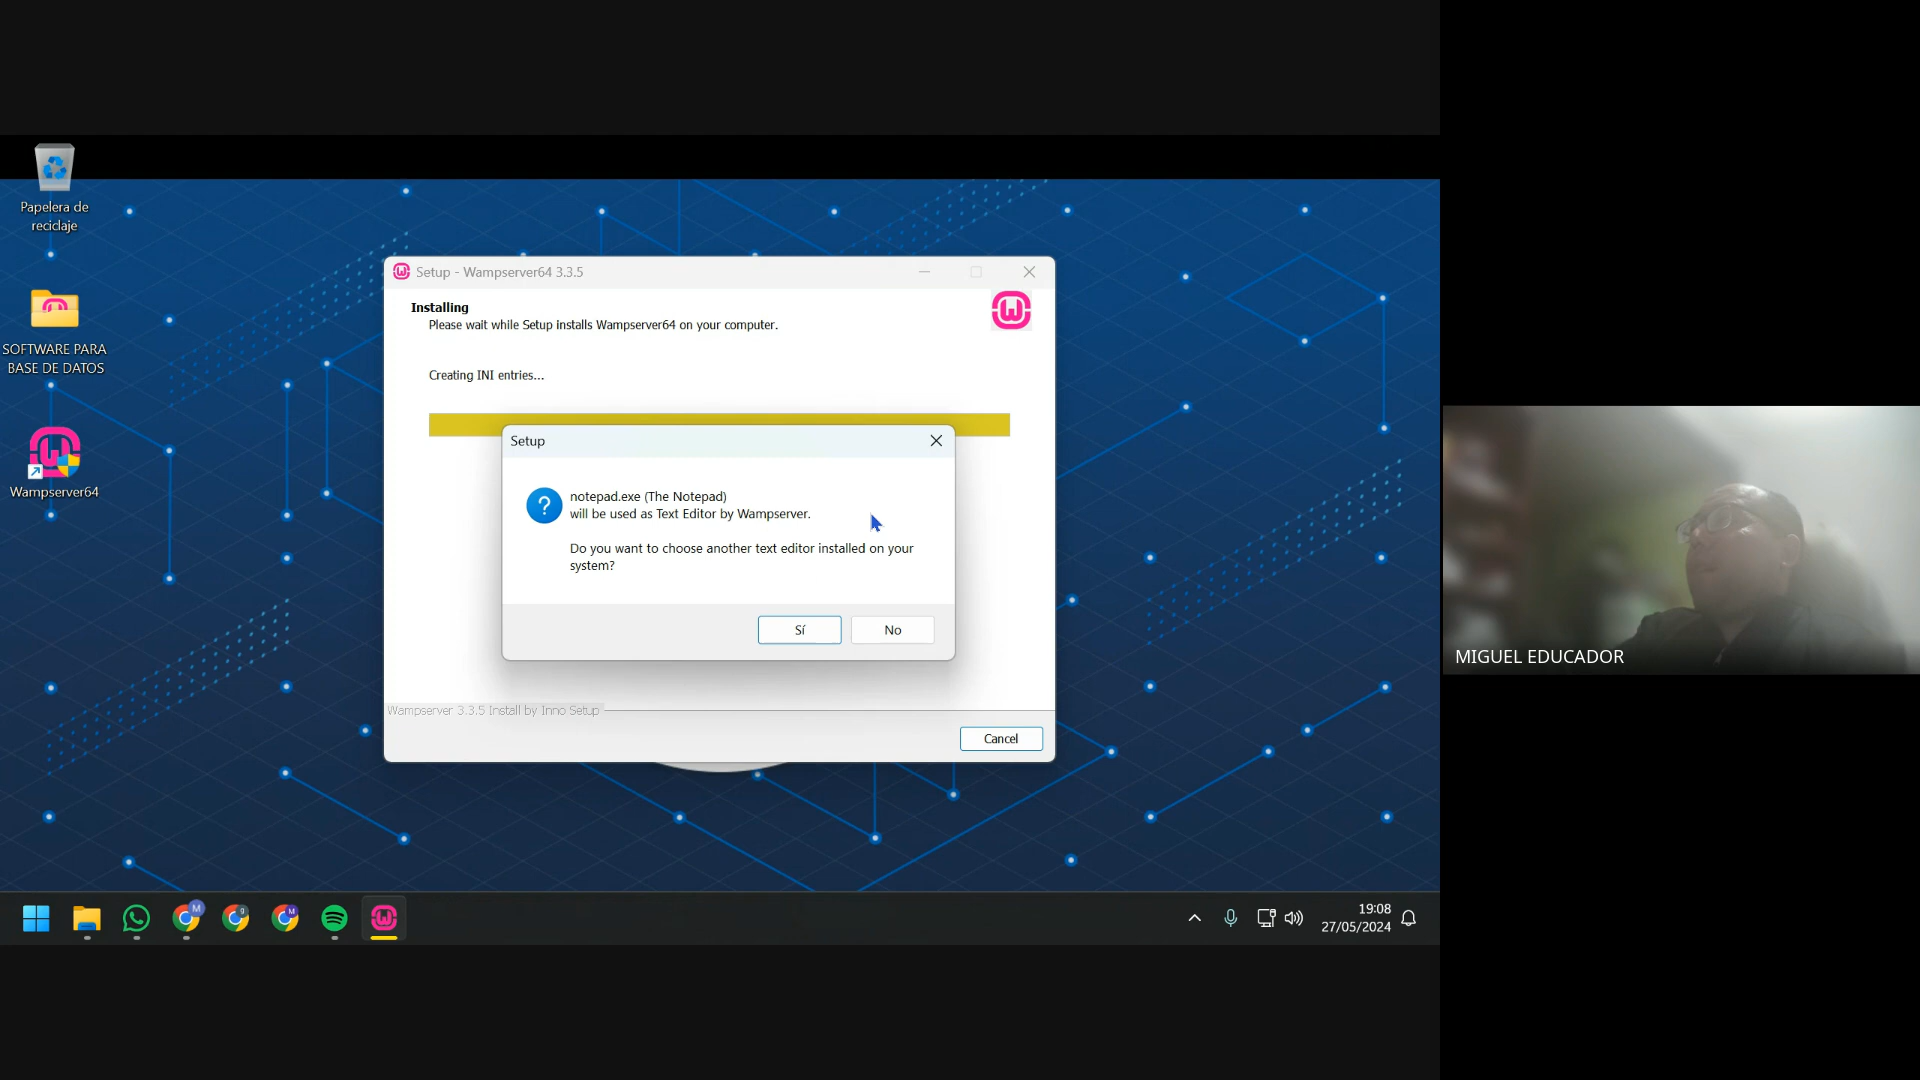 Papelera de
reciclaje
SOFTWARE PARA
BASE DE DATOS
Wampserver64
Setup - Wampserver64 3.3.5
Installing
Please wait while Setup installs Wampserver64 on your computer.
Creating INI entries...
Setup
notepad.exe (The Notepad)
will be used as Text Editor by Wampserver.
Do you want to choose another text editor installed on your
system?
Sí
No
Wampserver 3.3.5 Install by Inno Setup
Cancel
MIGUEL EDUCADOR
19:08
27/05/2024